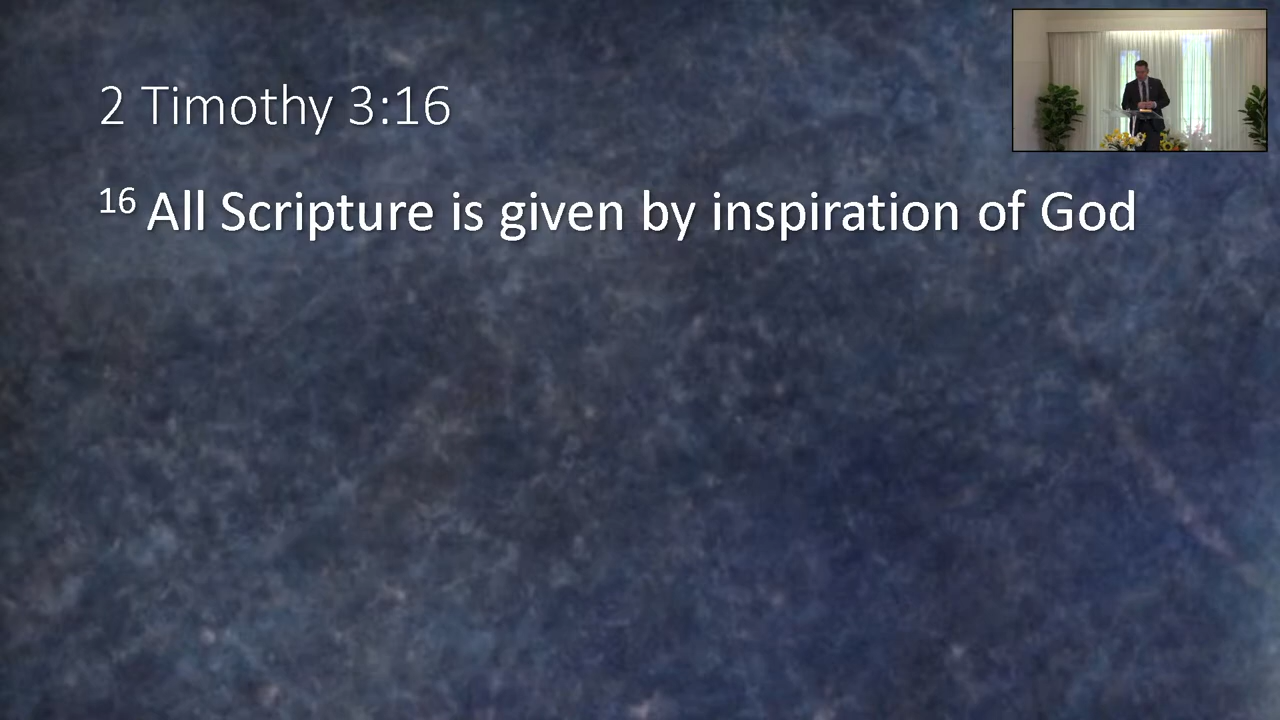 2 Timothy 3:16
16 All Scripture is given by inspiration of God